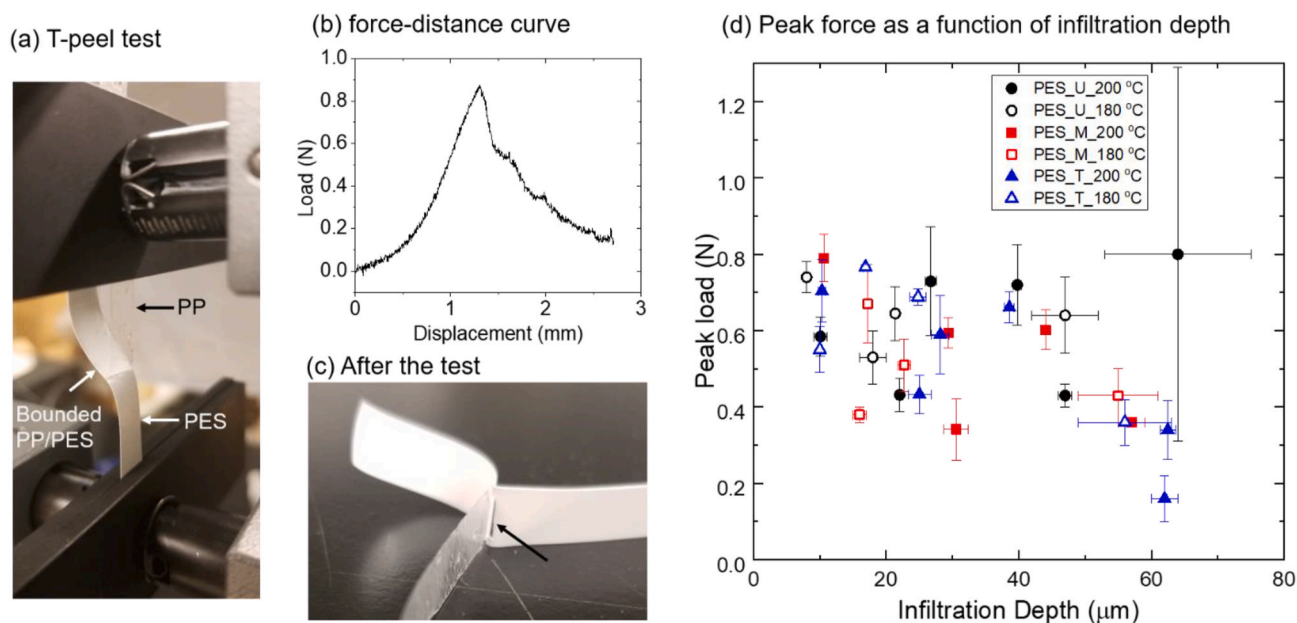 (a) T-peel test
PP
Bounded
PP/PES
PES
(b) force-distance curve
Load (N)
1.0
0.8
0.6
0.4
0.2
0.0
0 1 2 3
Displacement (mm)
(c) After the test
(d) Peak force as a function of infiltration depth
PES_U_200 °C
PES_U_180 °C
PES_M_200 °C
PES_M_180 °C
PES_T_200 °C
PES_T_180 °C
Peak load (N)
1.2
1.0
0.8
0.6
0.4
0.2
0.0
0 20 40 60 80
Infiltration Depth (μm)